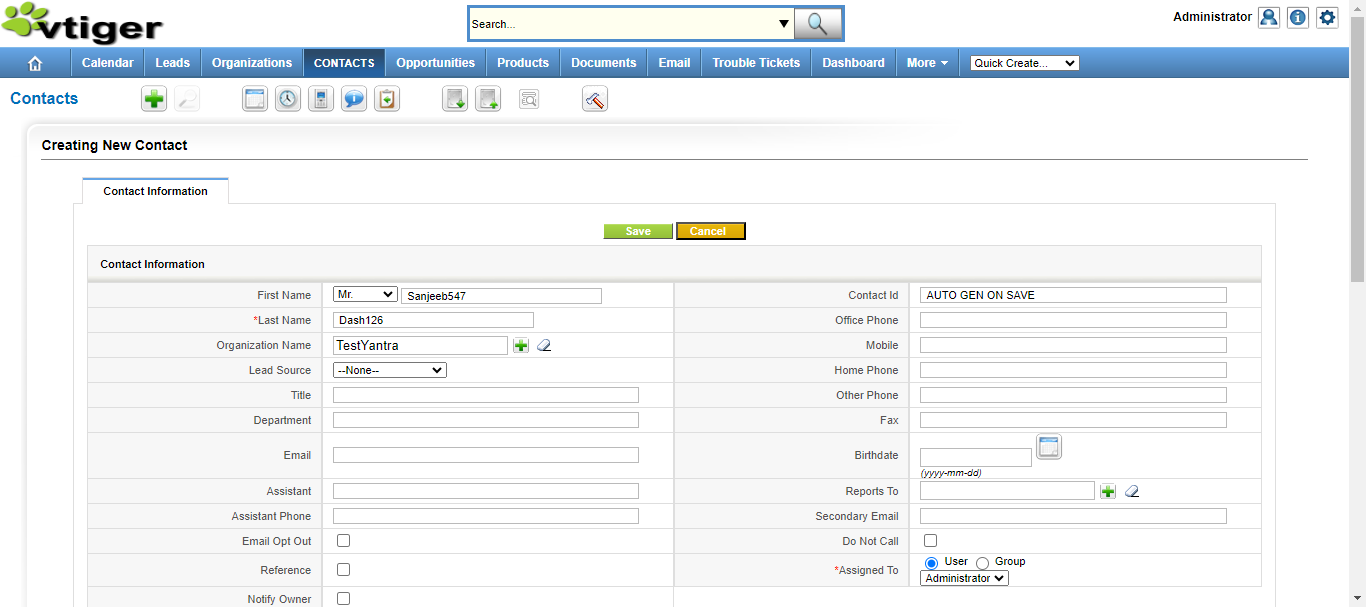 vtiger
Search...
Administrator
Calendar Leads Organizations CONTACTS Opportunities Products Documents Email Trouble Tickets Dashboard More Quick Create...
Contacts
Creating New Contact
Contact Information
Save Cancel
Contact Information
First Name Mr. Sanjeeb547 Contact Id AUTO GEN ON SAVE
*Last Name Dash126 Office Phone
Organization Name TestYantra Mobile
Lead Source --None-- Home Phone
Title Other Phone
Department Fax
Email Birthdate
(yyyy-mm-dd)
Assistant Reports To
Assistant Phone Secondary Email
Email Opt Out Do Not Call
Reference *Assigned To User Group
Administrator
Notify Owner